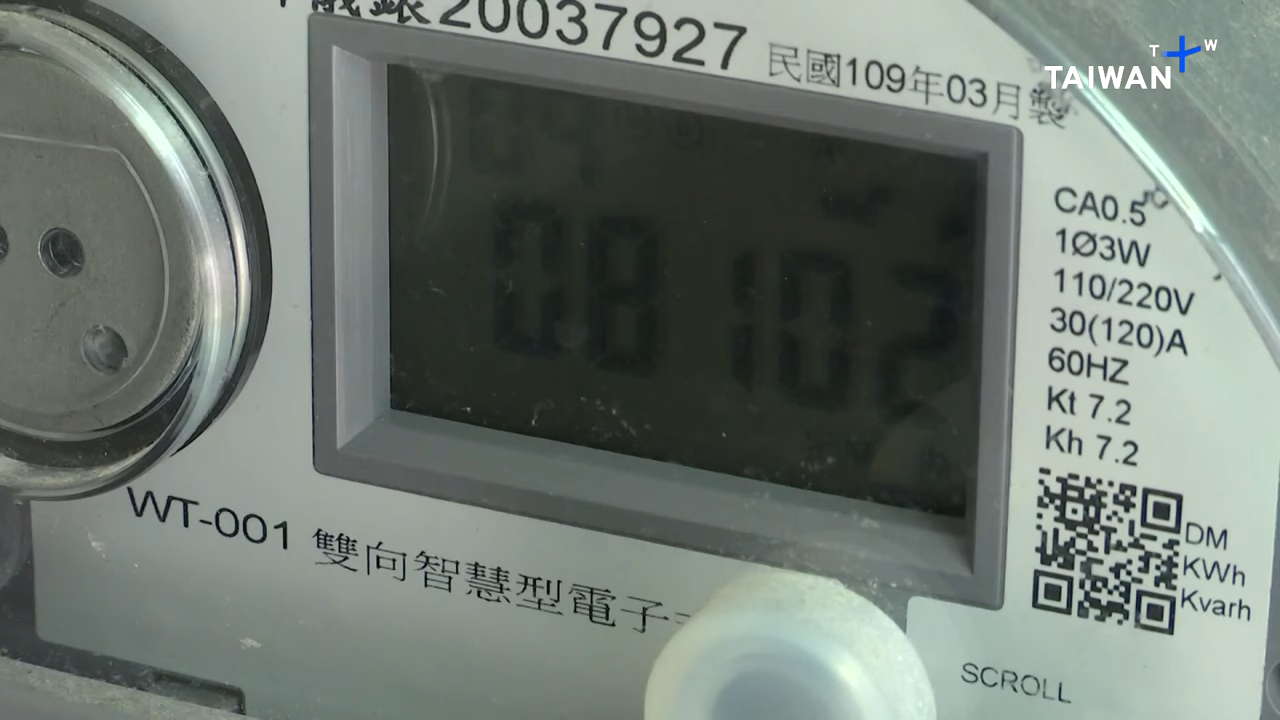 20037927
民國109年03月製
T+W
TAIWAN
04
08 102
CA0.5
1Ø3W
110/220V
30(120)A
60HZ
Kt 7.2
Kh 7.2
DM
KWh
Kvarh
WT-001 雙向智慧型電子
SCROLL